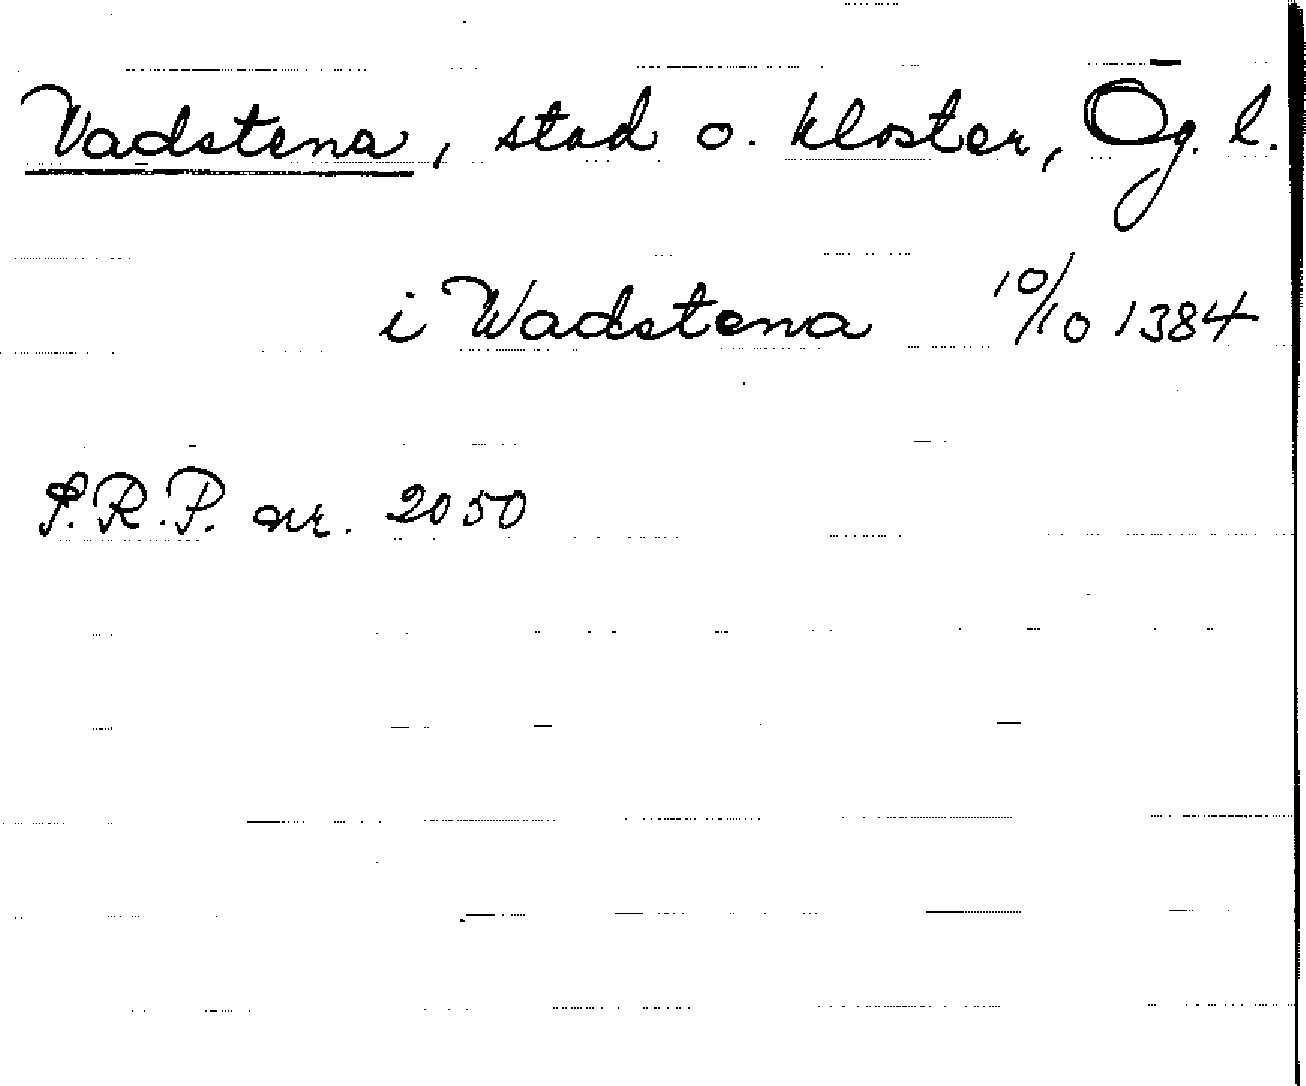 Vadstena, stad o. kloster, Ög. l.
i Wadstena 10/10 1384
S.R.P. nr. 2050